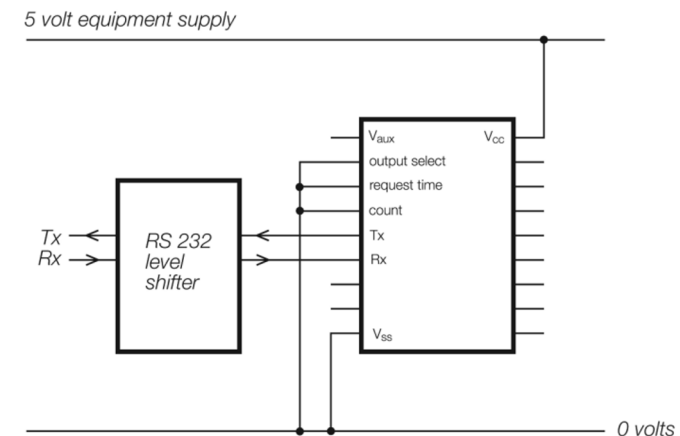 5 volt equipment supply
Vaux Vcc
output select
request time
count
Tx
Rx
Vss
Tx
Rx
RS 232
level
shifter
0 volts